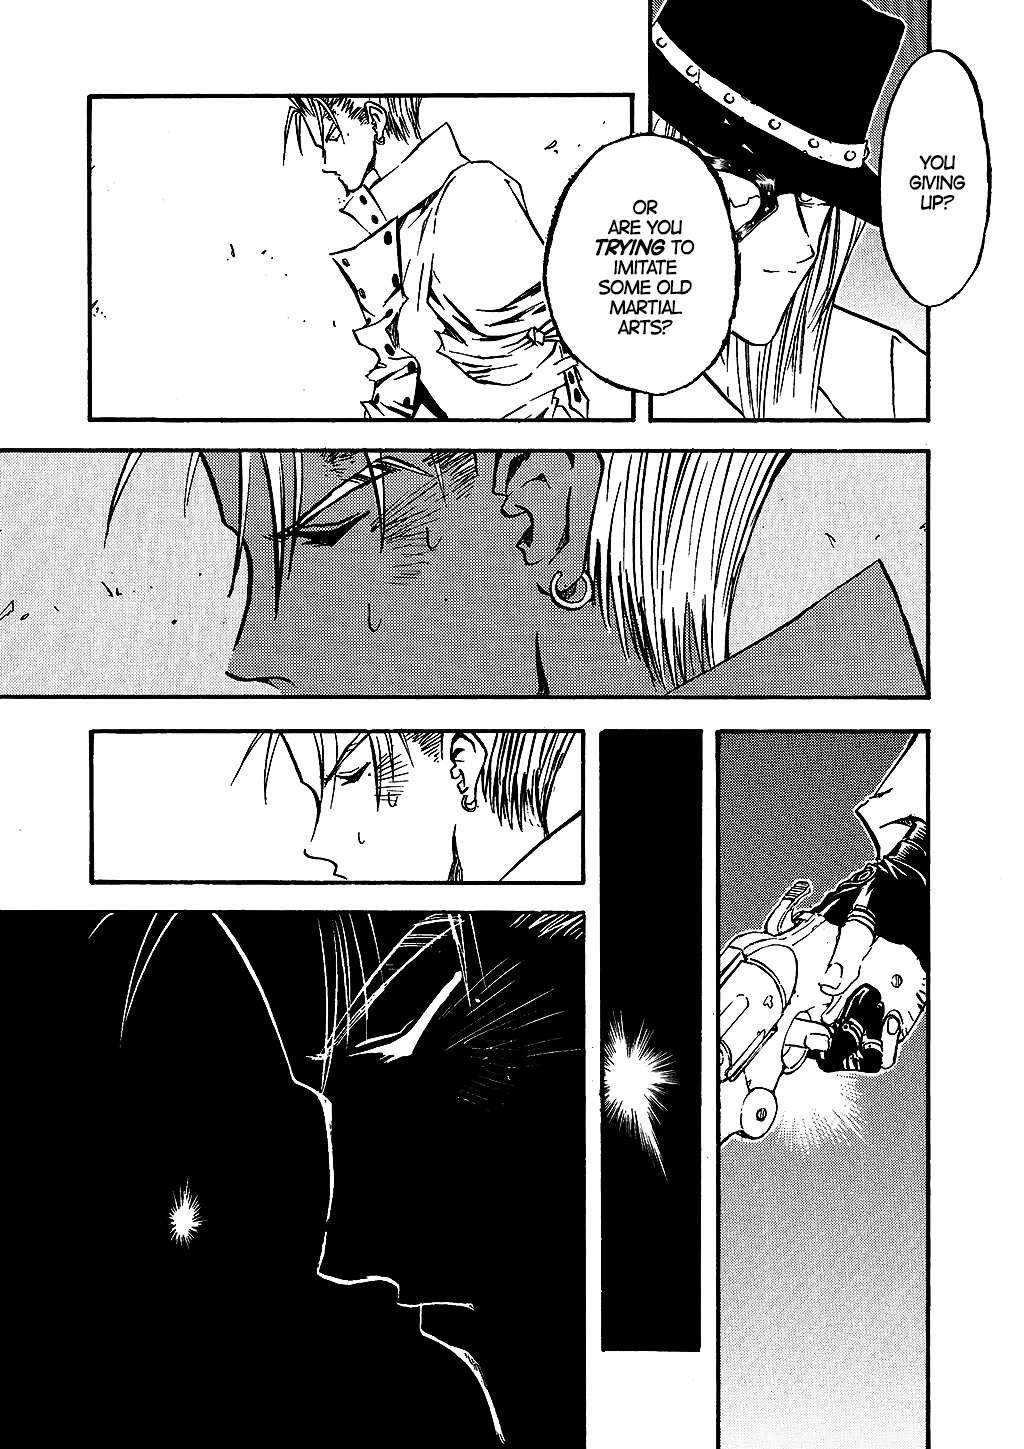 YOU
GIVING
UP?
OR
ARE YOU
TRYING TO
IMITATE
SOME OLD
MARTIAL
ARTS?